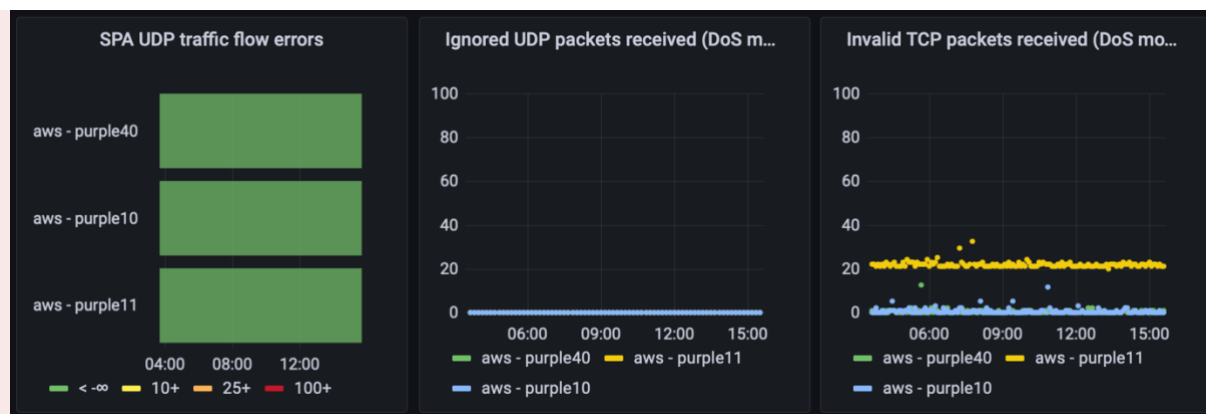 SPA UDP traffic flow errors
aws - purple40
aws - purple10
aws - purple11
04:00 08:00 12:00
< -∞ 10+ 25+ 100+
Ignored UDP packets received (DoS m...
100
80
60
40
20
0
06:00 09:00 12:00 15:00
aws - purple40 aws - purple11
aws - purple10
Invalid TCP packets received (DoS mo...
100
80
60
40
20
0
06:00 09:00 12:00 15:00
aws - purple40 aws - purple11
aws - purple10